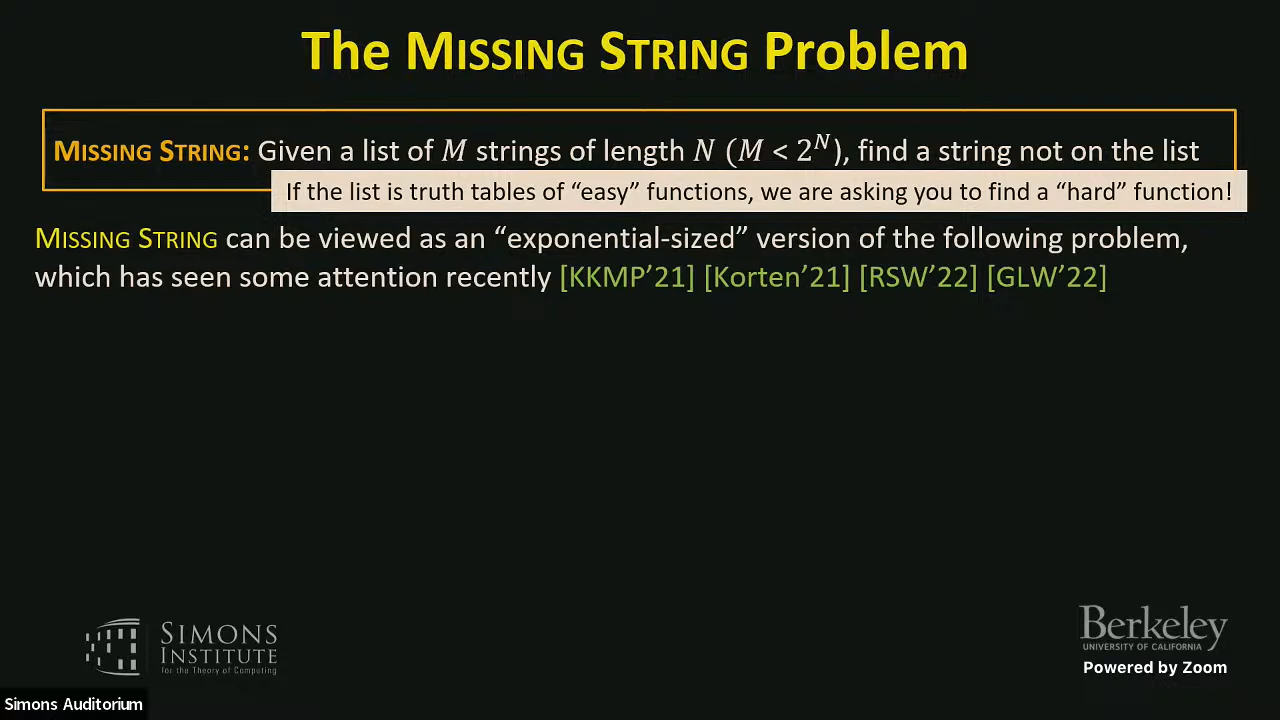 The MISSING STRING Problem
MISSING STRING: Given a list of M strings of length N (M < 2^N), find a string not on the list
If the list is truth tables of “easy” functions, we are asking you to find a “hard” function!
MISSING STRING can be viewed as an “exponential-sized” version of the following problem,
which has seen some attention recently [KKMP’21] [Korten’21] [RSW’22] [GLW’22]
SIMONS
INSTITUTE
for the Theory of Computing
Berkeley
UNIVERSITY OF CALIFORNIA
Powered by Zoom
Simons Auditorium